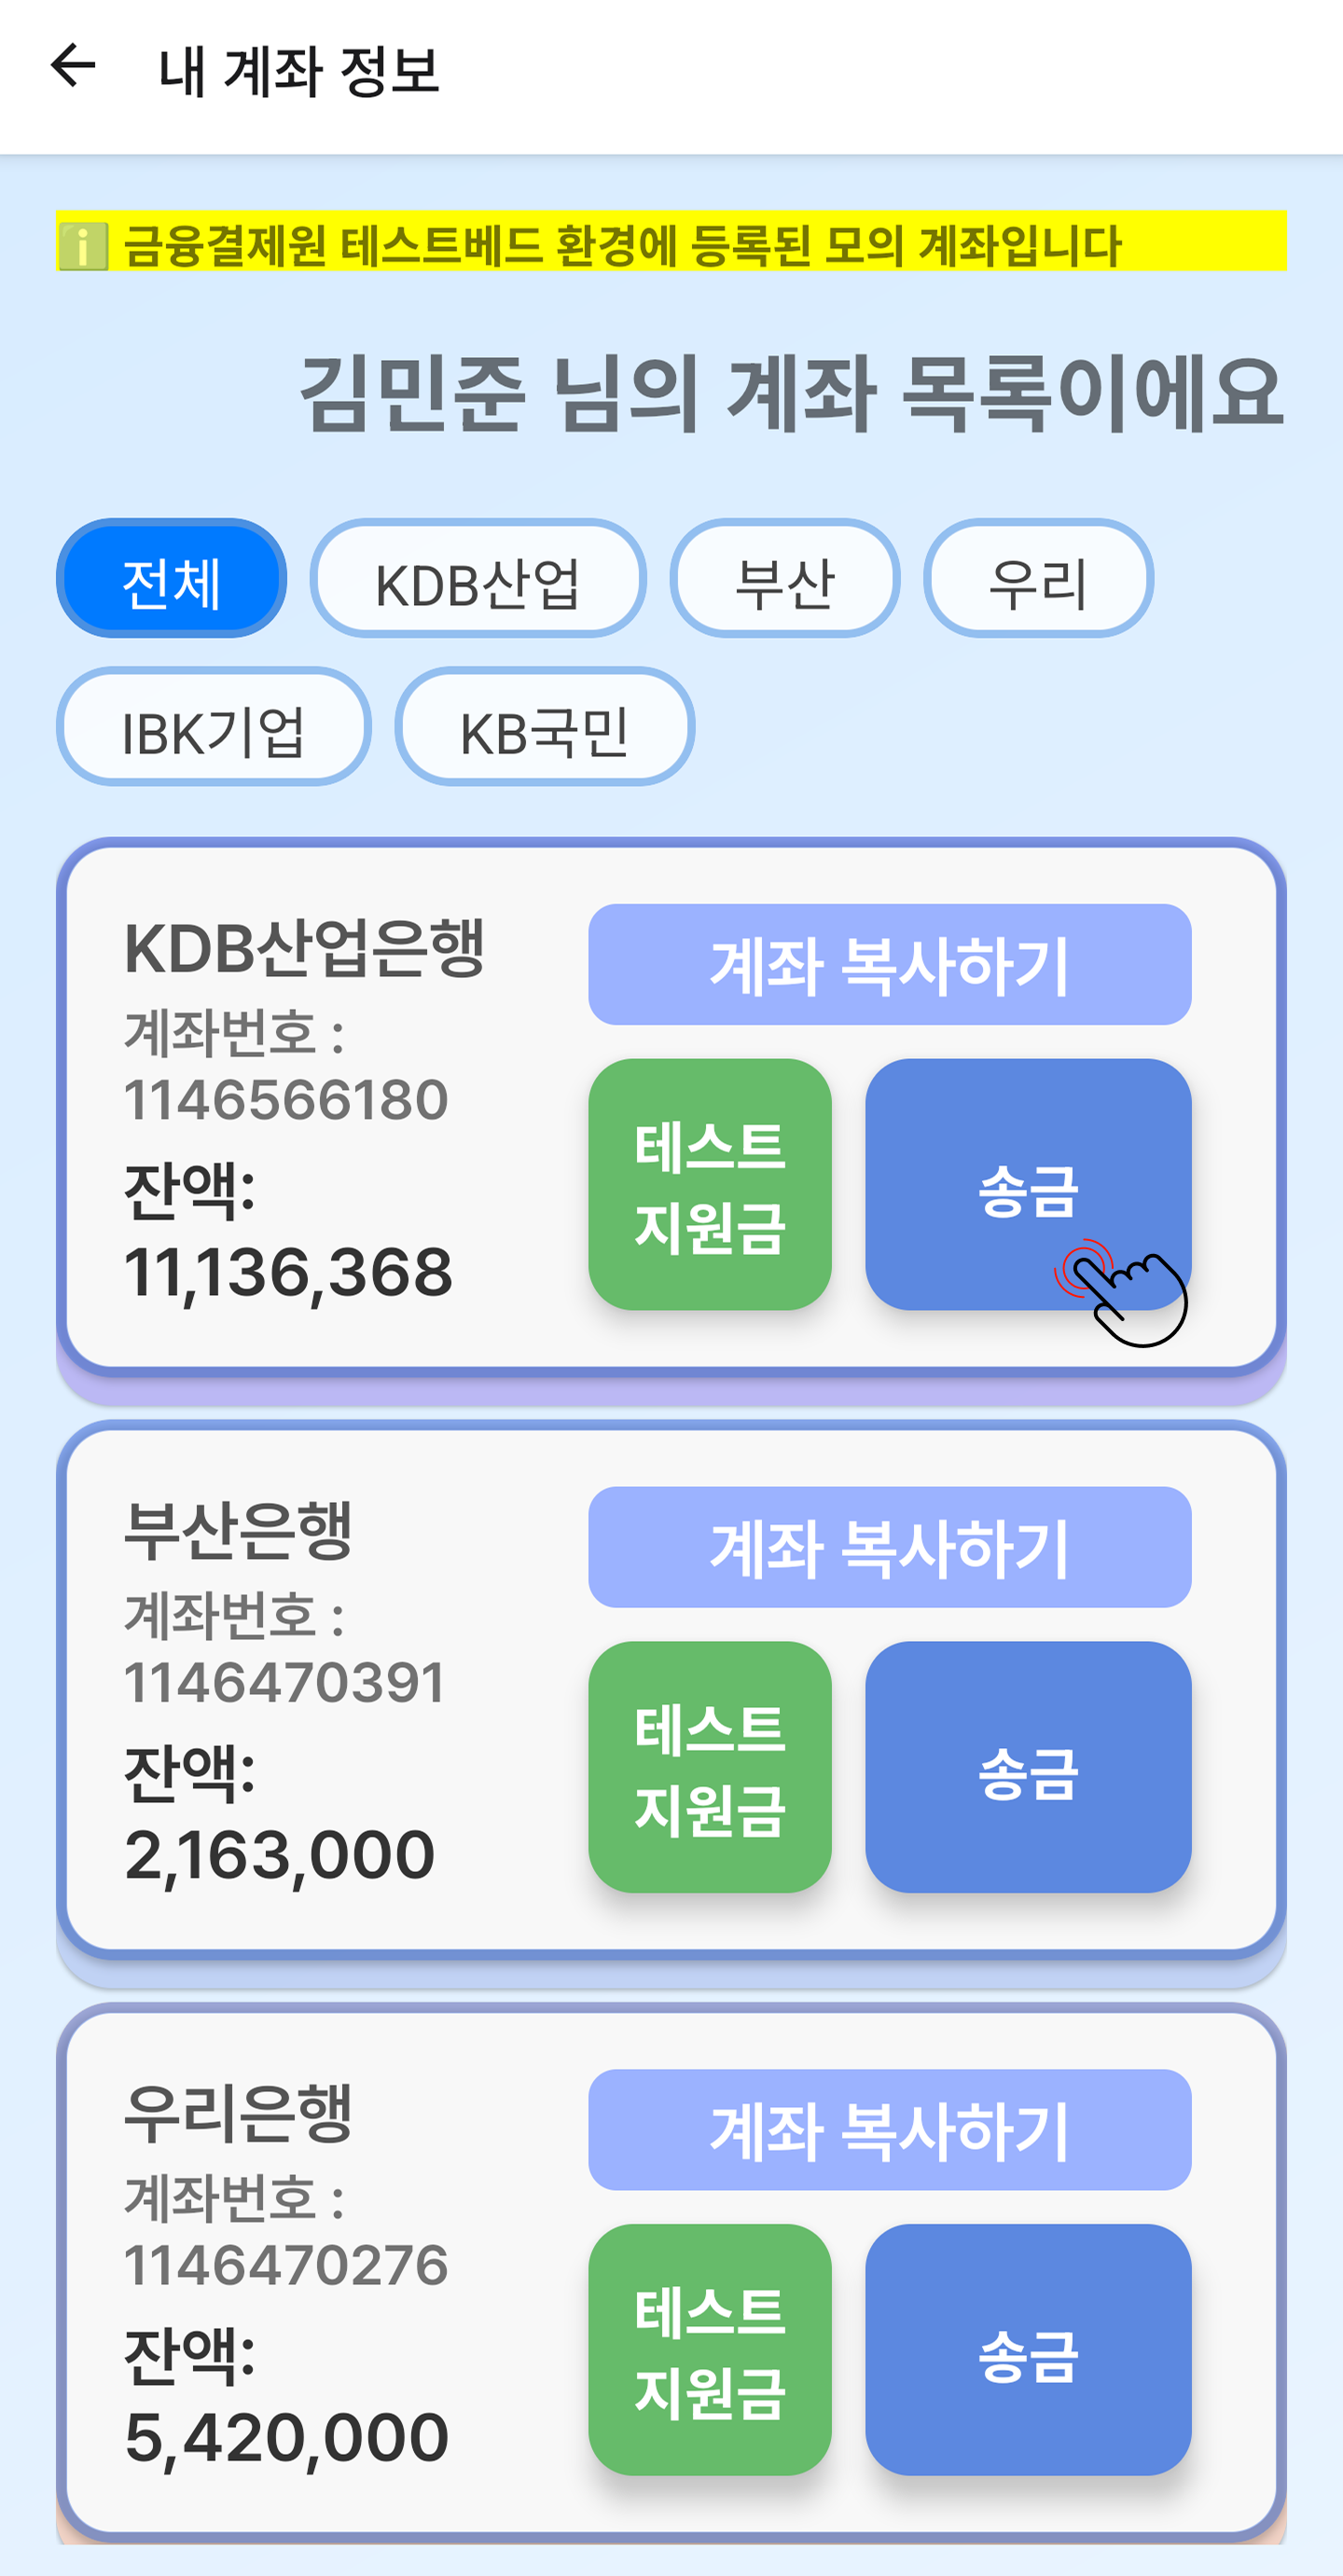 내 계좌 정보
금융결제원 테스트베드 환경에 등록된 모의 계좌입니다
김민준 님의 계좌 목록이에요
전체 KDB산업 부산 우리
IBK기업 KB국민
KDB산업은행
계좌번호 :
1146566180
잔액:
11,136,368
계좌 복사하기
테스트
지원금
송금
부산은행
계좌번호 :
1146470391
잔액:
2,163,000
계좌 복사하기
테스트
지원금
송금
우리은행
계좌번호 :
1146470276
잔액:
5,420,000
계좌 복사하기
테스트
지원금
송금